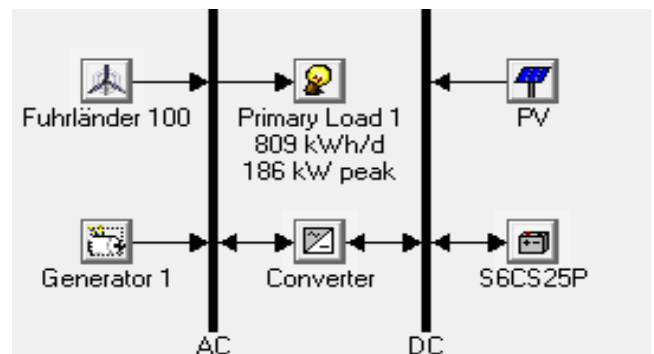 Fuhrländer 100
Primary Load 1
809 kWh/d
186 kW peak
PV
Generator 1
Converter
S6CS25P
AC
DC